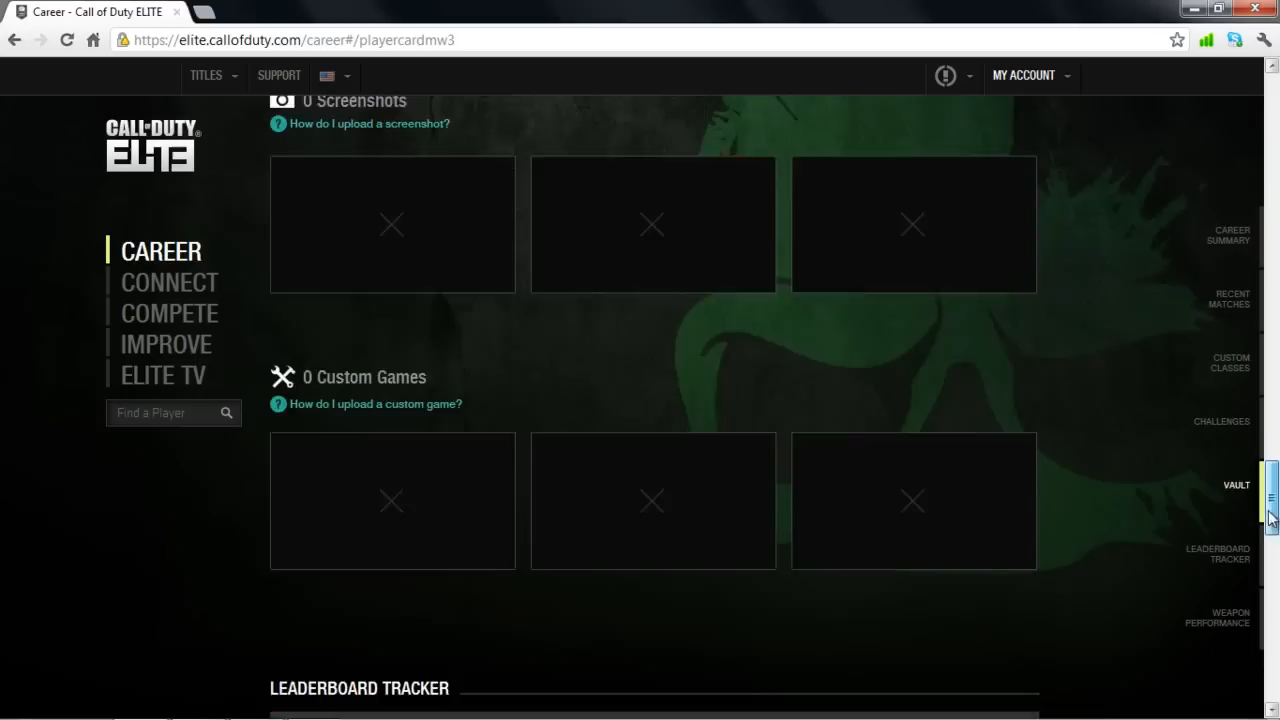 Career - Call of Duty ELITE
https://elite.callofduty.com/career#/playercardmw3
TITLES
SUPPORT
MY ACCOUNT
CALL OF DUTY®
ELITE
CAREER
CONNECT
COMPETE
IMPROVE
ELITE TV
Find a Player
0 Screenshots
How do I upload a screenshot?
0 Custom Games
How do I upload a custom game?
LEADERBOARD TRACKER
CAREER
SUMMARY
RECENT
MATCHES
CUSTOM
CLASSES
CHALLENGES
VAULT
LEADERBOARD
TRACKER
WEAPON
PERFORMANCE